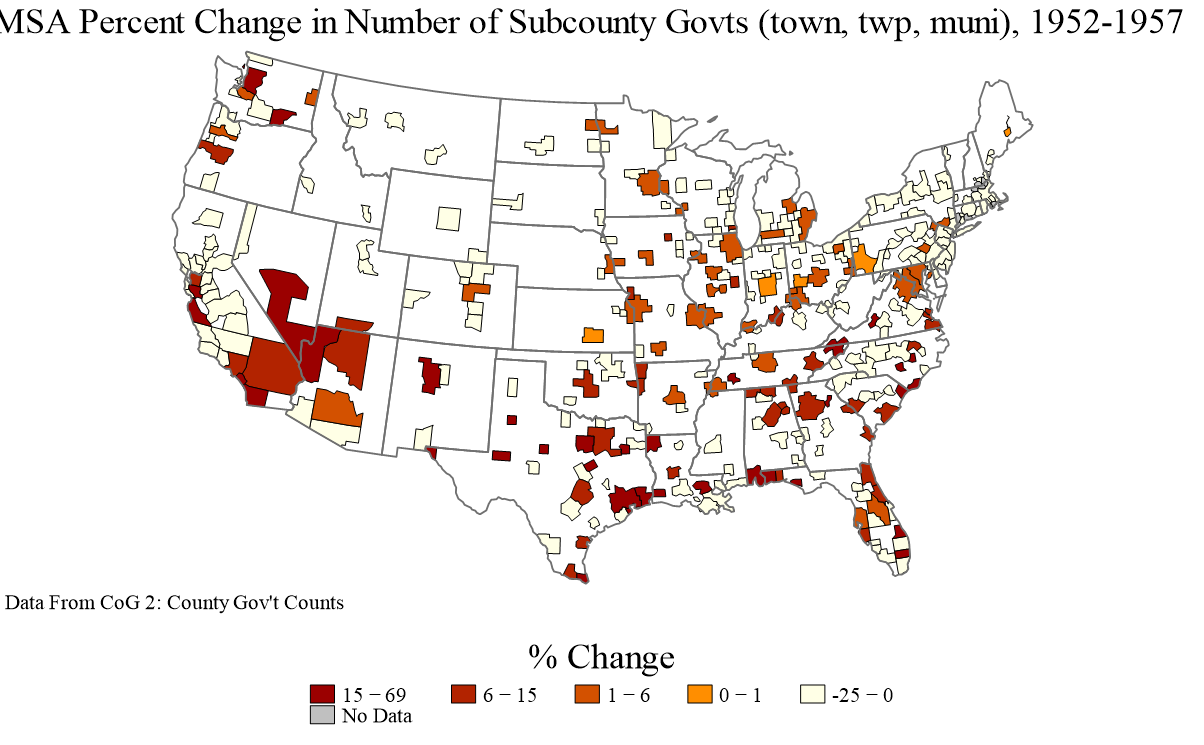 MSA Percent Change in Number of Subcounty Govts (town, twp, muni), 1952-1957
Data From CoG 2: County Gov't Counts
% Change
15 − 69
6 − 15
1 − 6
0 − 1
-25 − 0
No Data